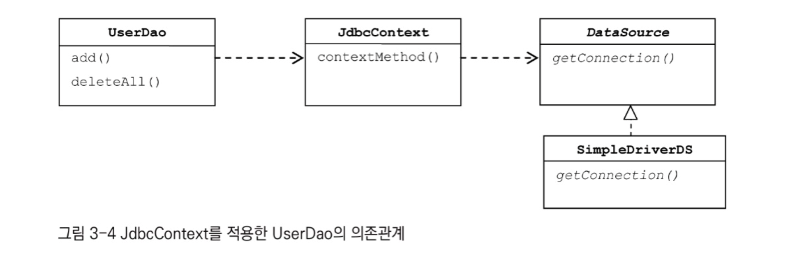 UserDao
add()
deleteAll()
JdbcContext
contextMethod()
DataSource
getConnection()
SimpleDriverDS
getConnection()
그림 3-4 JdbcContext를 적용한 UserDao의 의존관계